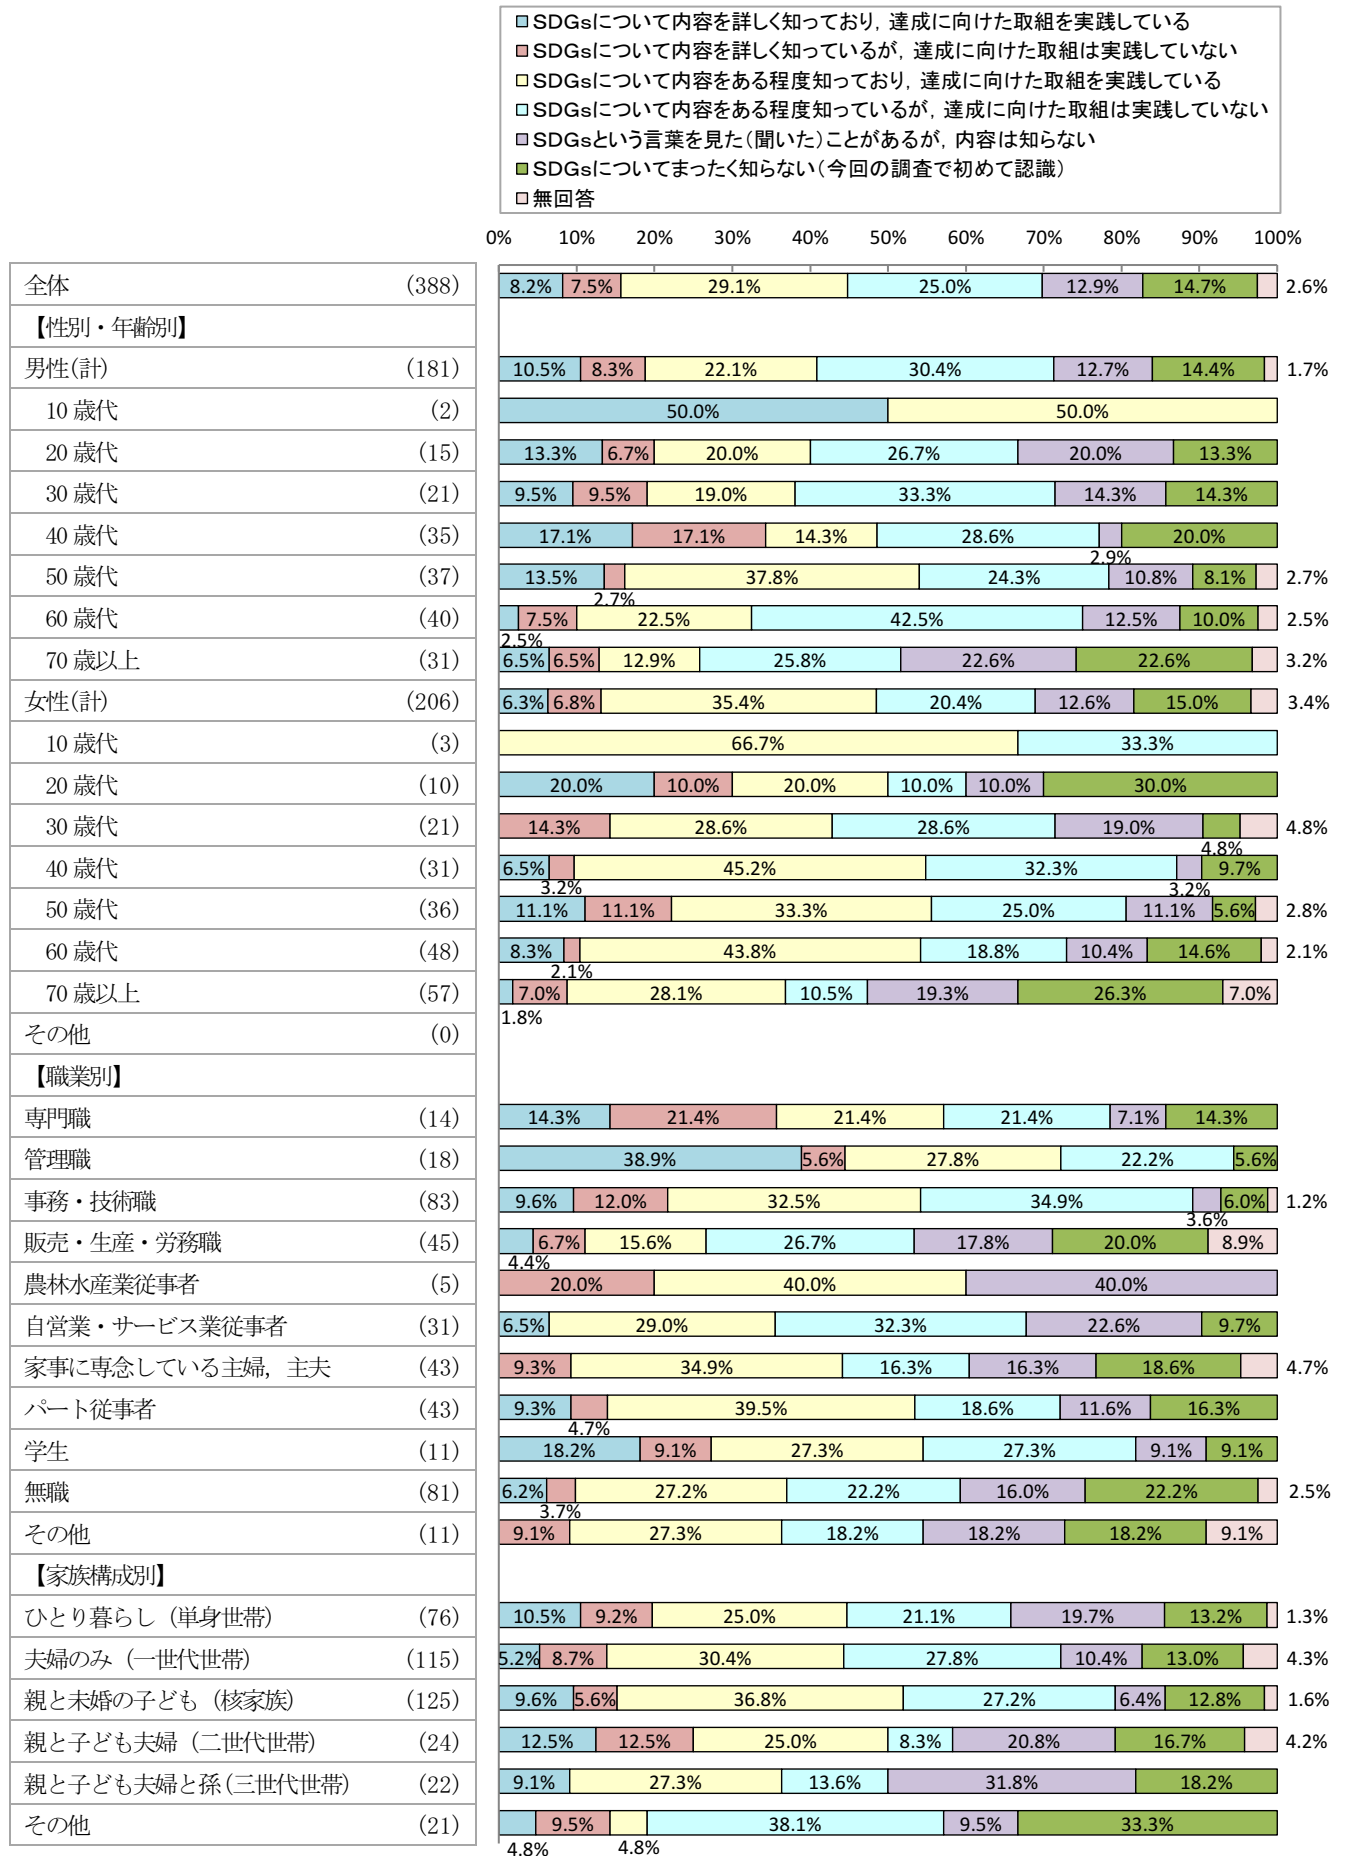 SDGsについて内容を詳しく知っており，達成に向けた取組を実践している
SDGsについて内容を詳しく知っているが，達成に向けた取組は実践していない
SDGsについて内容をある程度知っており，達成に向けた取組を実践している
SDGsについて内容をある程度知っているが，達成に向けた取組は実践していない
SDGsという言葉を見た（聞いた）ことがあるが，内容は知らない
SDGsについてまったく知らない（今回の調査で初めて認識）
無回答
0% 10% 20% 30% 40% 50% 60% 70% 80% 90% 100%
全体 (388) 8.2% 7.5% 29.1% 25.0% 12.9% 14.7% 2.6%
【性別・年齢別】
男性(計) (181) 10.5% 8.3% 22.1% 30.4% 12.7% 14.4% 1.7%
10 歳代 (2) 50.0% 50.0%
20 歳代 (15) 13.3% 6.7% 20.0% 26.7% 20.0% 13.3%
30 歳代 (21) 9.5% 9.5% 19.0% 33.3% 14.3% 14.3%
40 歳代 (35) 17.1% 17.1% 14.3% 28.6% 2.9% 20.0%
50 歳代 (37) 13.5% 2.7% 37.8% 24.3% 10.8% 8.1% 2.7%
60 歳代 (40) 2.5% 7.5% 22.5% 42.5% 12.5% 10.0% 2.5%
70 歳以上 (31) 6.5% 6.5% 12.9% 25.8% 22.6% 22.6% 3.2%
女性(計) (206) 6.3% 6.8% 35.4% 20.4% 12.6% 15.0% 3.4%
10 歳代 (3) 66.7% 33.3%
20 歳代 (10) 20.0% 10.0% 20.0% 10.0% 10.0% 30.0%
30 歳代 (21) 14.3% 28.6% 28.6% 19.0% 4.8% 4.8%
40 歳代 (31) 6.5% 3.2% 45.2% 32.3% 3.2% 9.7%
50 歳代 (36) 11.1% 11.1% 33.3% 25.0% 11.1% 5.6% 2.8%
60 歳代 (48) 8.3% 2.1% 43.8% 18.8% 10.4% 14.6% 2.1%
70 歳以上 (57) 1.8% 7.0% 28.1% 10.5% 19.3% 26.3% 7.0%
その他 (0)
【職業別】
専門職 (14) 14.3% 21.4% 21.4% 21.4% 7.1% 14.3%
管理職 (18) 38.9% 5.6% 27.8% 22.2% 5.6%
事務・技術職 (83) 9.6% 12.0% 32.5% 34.9% 3.6% 6.0% 1.2%
販売・生産・労務職 (45) 4.4% 6.7% 15.6% 26.7% 17.8% 20.0% 8.9%
農林水産業従事者 (5) 20.0% 40.0% 40.0%
自営業・サービス業従事者 (31) 6.5% 29.0% 32.3% 22.6% 9.7%
家事に専念している主婦，主夫 (43) 9.3% 34.9% 16.3% 16.3% 18.6% 4.7%
パート従事者 (43) 9.3% 4.7% 39.5% 18.6% 11.6% 16.3%
学生 (11) 18.2% 9.1% 27.3% 27.3% 9.1% 9.1%
無職 (81) 6.2% 3.7% 27.2% 22.2% 16.0% 22.2% 2.5%
その他 (11) 9.1% 27.3% 18.2% 18.2% 18.2% 9.1%
【家族構成別】
ひとり暮らし（単身世帯） (76) 10.5% 9.2% 25.0% 21.1% 19.7% 13.2% 1.3%
夫婦のみ（一世代世帯） (115) 5.2% 8.7% 30.4% 27.8% 10.4% 13.0% 4.3%
親と未婚の子ども（核家族） (125) 9.6% 5.6% 36.8% 27.2% 6.4% 12.8% 1.6%
親と子ども夫婦（二世代世帯） (24) 12.5% 12.5% 25.0% 8.3% 20.8% 16.7% 4.2%
親と子ども夫婦と孫（三世代世帯） (22) 9.1% 27.3% 13.6% 31.8% 18.2%
その他 (21) 4.8% 9.5% 4.8% 38.1% 9.5% 33.3%